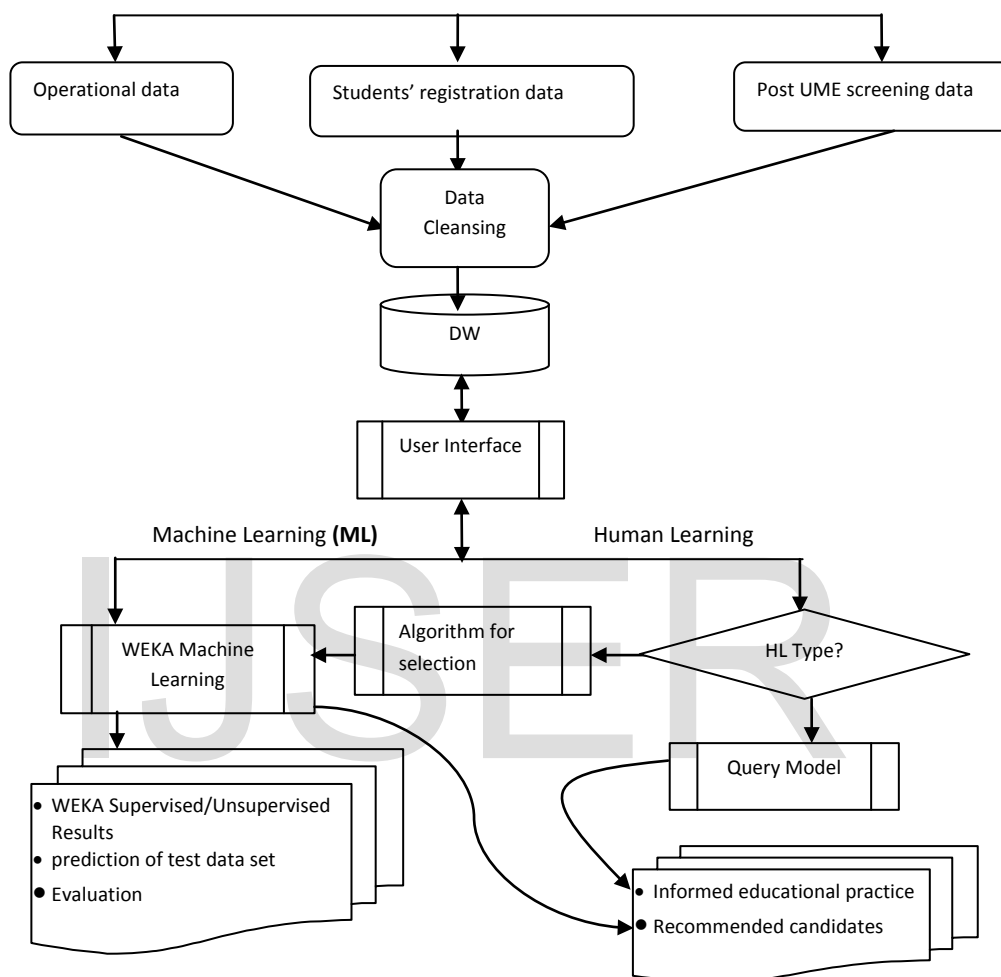 Operational data
Students’ registration data
Post UME screening data
Data
Cleansing
DW
User Interface
Machine Learning (ML)
Human Learning
IJSER
WEKA Machine
Learning
Algorithm for
selection
HL Type?
Query Model
• WEKA Supervised/Unsupervised
Results
• prediction of test data set
• Evaluation
• Informed educational practice
• Recommended candidates